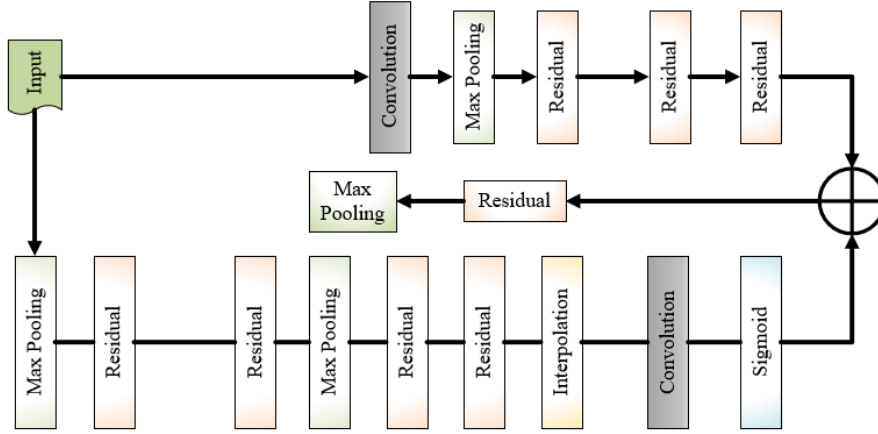 Input
Convolution
Max Pooling
Residual
Residual
Residual
Max
Pooling
Residual
Max Pooling
Residual
Residual
Max Pooling
Residual
Residual
Interpolation
Convolution
Sigmoid